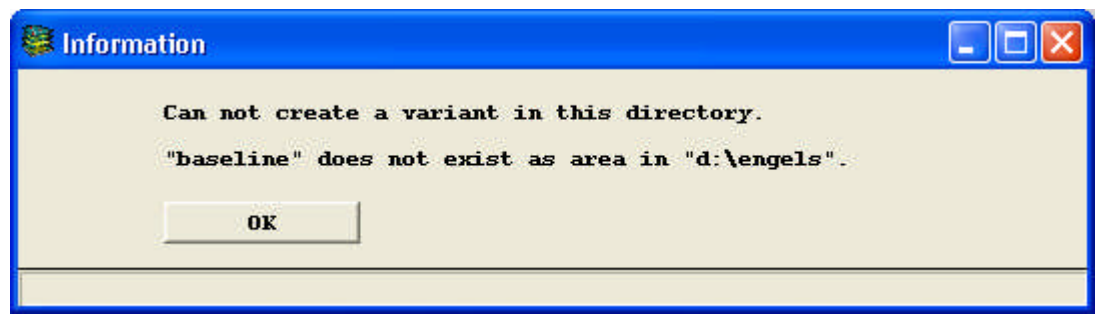 Information
Can not create a variant in this directory.
"baseline" does not exist as area in "d:\engels".
OK